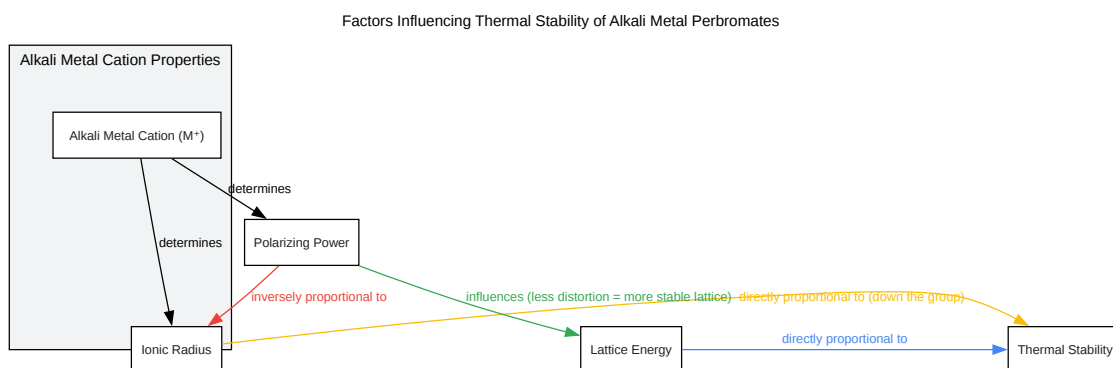 Factors Influencing Thermal Stability of Alkali Metal Perbromates
Alkali Metal Cation Properties
Alkali Metal Cation (M⁺)
determines
determines
Polarizing Power
inversely proportional to
influences (less distortion = more stable lattice)
directly proportional to (down the group)
directly proportional to
Ionic Radius
Lattice Energy
Thermal Stability